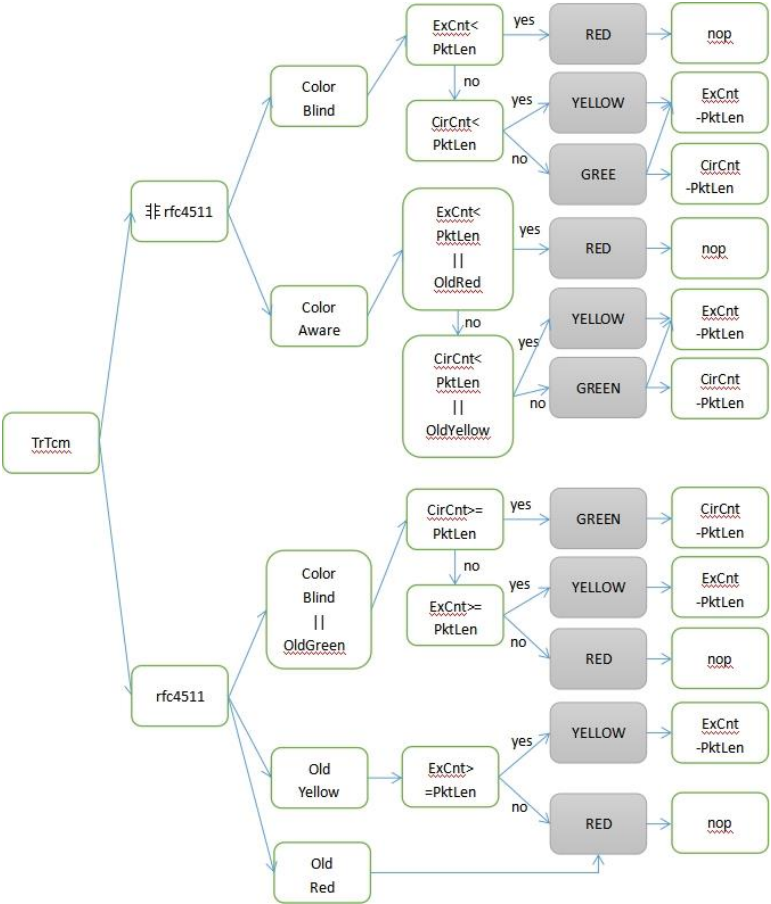 ExCnt<
PktLen
yes
RED
nop
no
Color
Blind
CirCnt<
PktLen
yes
YELLOW
ExCnt
-PktLen
no
GREE
CirCnt
-PktLen
非rfc4511
ExCnt<
PktLen
||
OldRed
yes
RED
nop
no
Color
Aware
CirCnt<
PktLen
||
OldYellow
yes
YELLOW
ExCnt
-PktLen
no
GREEN
CirCnt
-PktLen
TrTcm
CirCnt>=
PktLen
yes
GREEN
CirCnt
-PktLen
no
Color
Blind
||
OldGreen
ExCnt>=
PktLen
yes
YELLOW
ExCnt
-PktLen
no
RED
nop
rfc4511
Old
Yellow
ExCnt>
=PktLen
yes
YELLOW
ExCnt
-PktLen
no
RED
nop
Old
Red